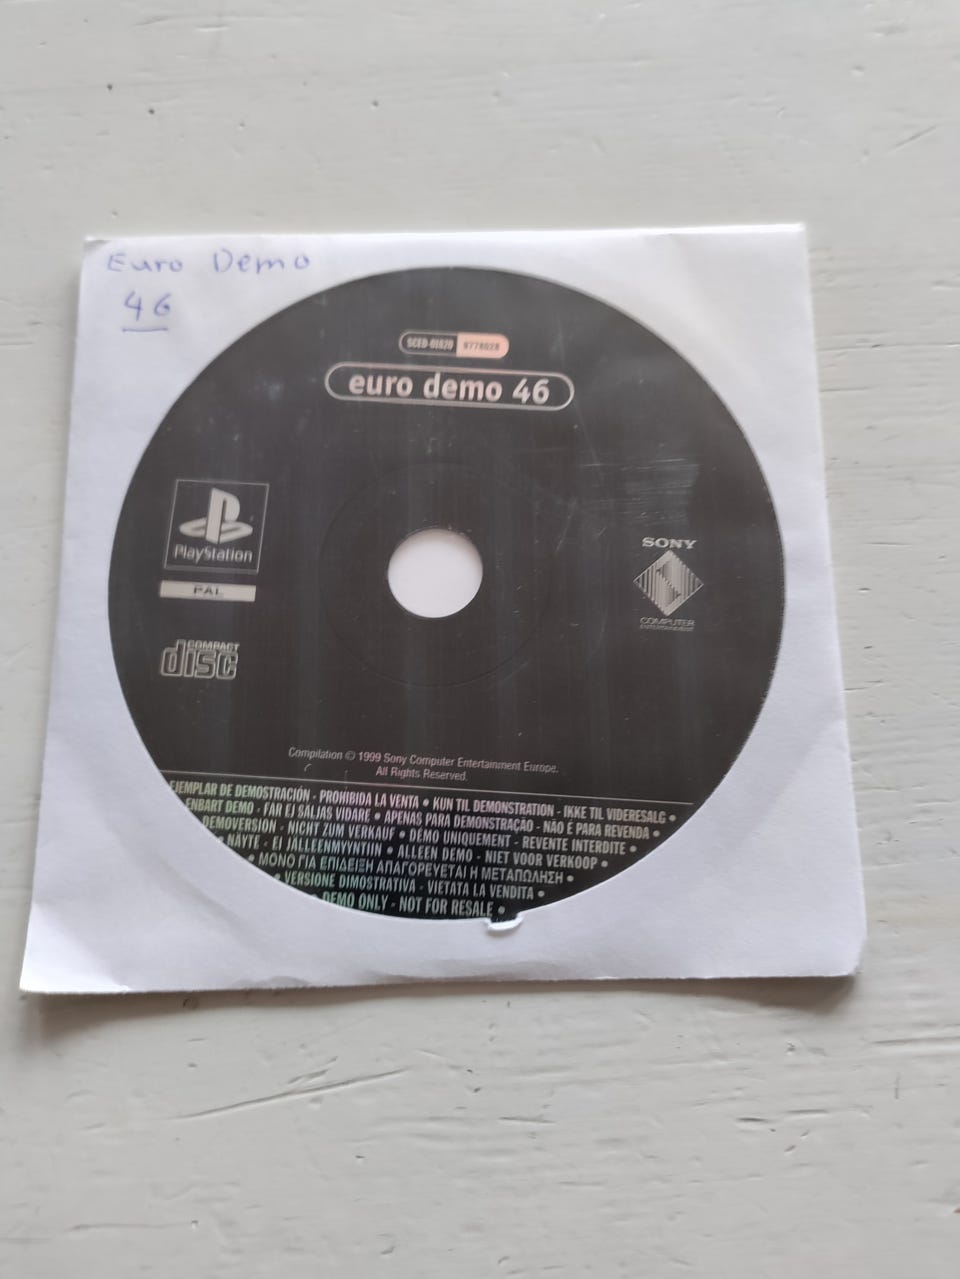 Euro Demo
46
SCED-01820 9778028
euro demo 46
PlayStation
PAL
COMPACT
disc
SONY
COMPUTER
ENTERTAINMENT
Compilation © 1999 Sony Computer Entertainment Europe.
All Rights Reserved.
EJEMPLAR DE DEMOSTRACIÓN - PROHIBIDA LA VENTA • KUN TIL DEMONSTRATION - IKKE TIL VIDERESALG •
ENBART DEMO - FÅR EJ SÄLJAS VIDARE • APENAS PARA DEMONSTRAÇÃO - NÃO É PARA REVENDA •
DEMOVERSION - NICHT ZUM VERKAUF • DÉMO UNIQUEMENT - REVENTE INTERDITE •
NÄYTE - EI JÄLLEENMYYNTIIN • ALLEEN DEMO - NIET VOOR VERKOOP •
• ΜΟΝΟ ΓΙΑ ΕΠΙΔΕΙΞΗ ΑΠΑΓΟΡΕΥΕΤΑΙ Η ΜΕΤΑΠΩΛΗΣΗ •
• VERSIONE DIMOSTRATIVA - VIETATA LA VENDITA •
DEMO ONLY - NOT FOR RESALE •